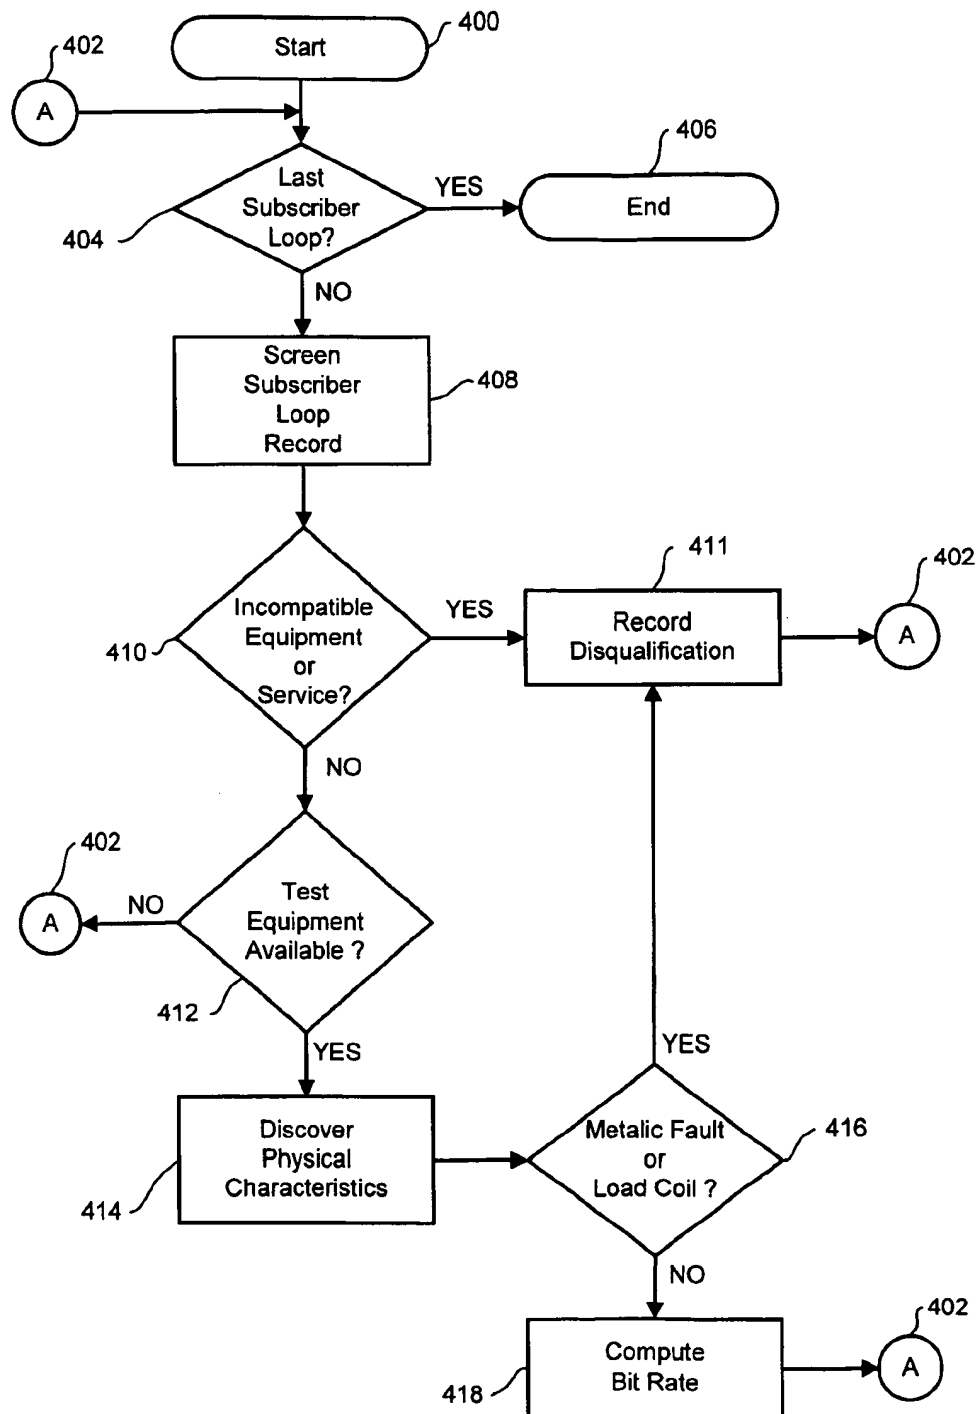 400
Start
402
A
406
Last
Subscriber
Loop?
YES
End
404
NO
Screen
Subscriber
Loop
Record
408
411
402
Incompatible
Equipment
or
Service?
YES
Record
Disqualification
A
410
NO
402
A
NO
Test
Equipment
Available ?
412
YES
YES
Discover
Physical
Characteristics
Metalic Fault
or
Load Coil ?
416
414
NO
402
Compute
Bit Rate
A
418